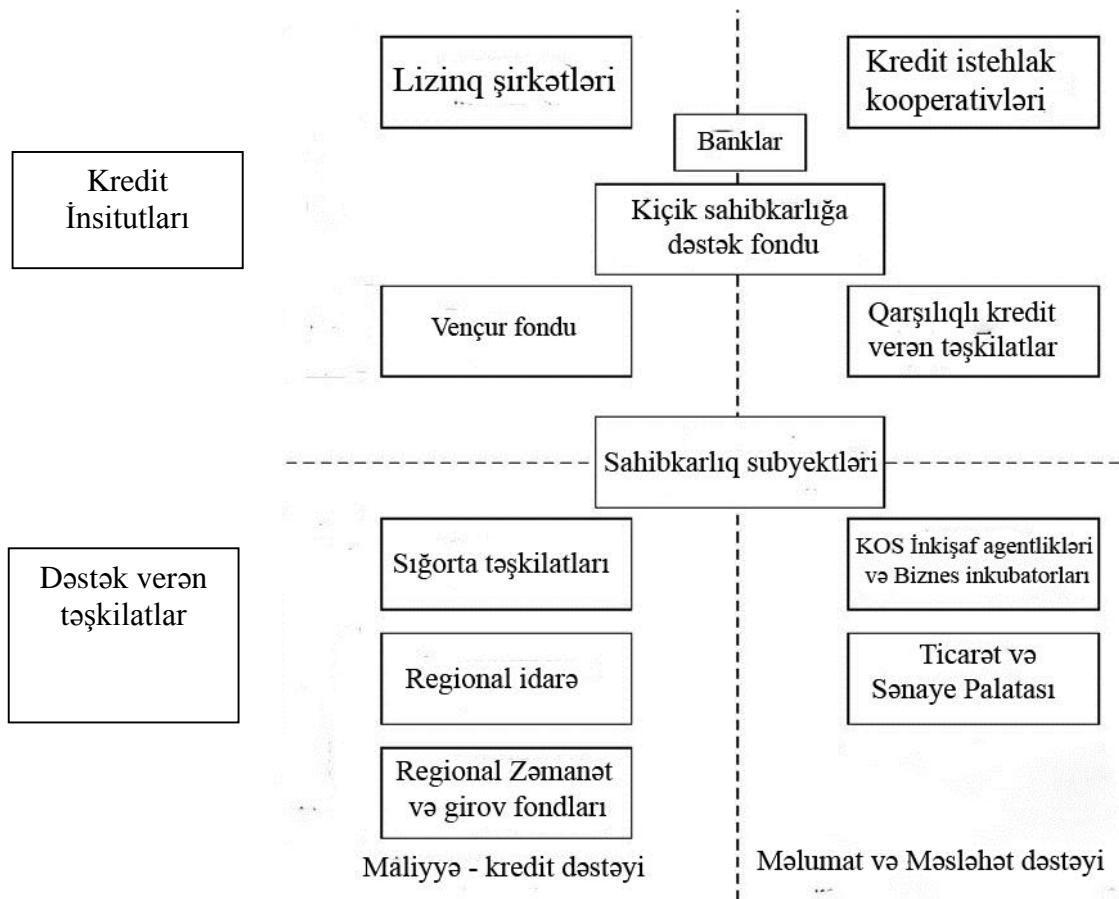 Lizinq şirkətləri
Kredit istehlak
kooperativləri
Banklar
Kredit
İnsitutları
Kiçik sahibkarlığa
dəstək fondu
Vençur fondu
Qarşılıqlı kredit
verən təşkilatlar
Sahibkarlıq subyektləri
Dəstək verən
təşkilatlar
Sığorta təşkilatları
KOS İnkişaf agentlikləri
və Biznes inkubatorları
Regional idarə
Ticarət və
Sənaye Palatası
Regional Zəmanət
və girov fondları
Maliyyə - kredit dəstəyi
Məlumat və Məsləhət dəstəyi